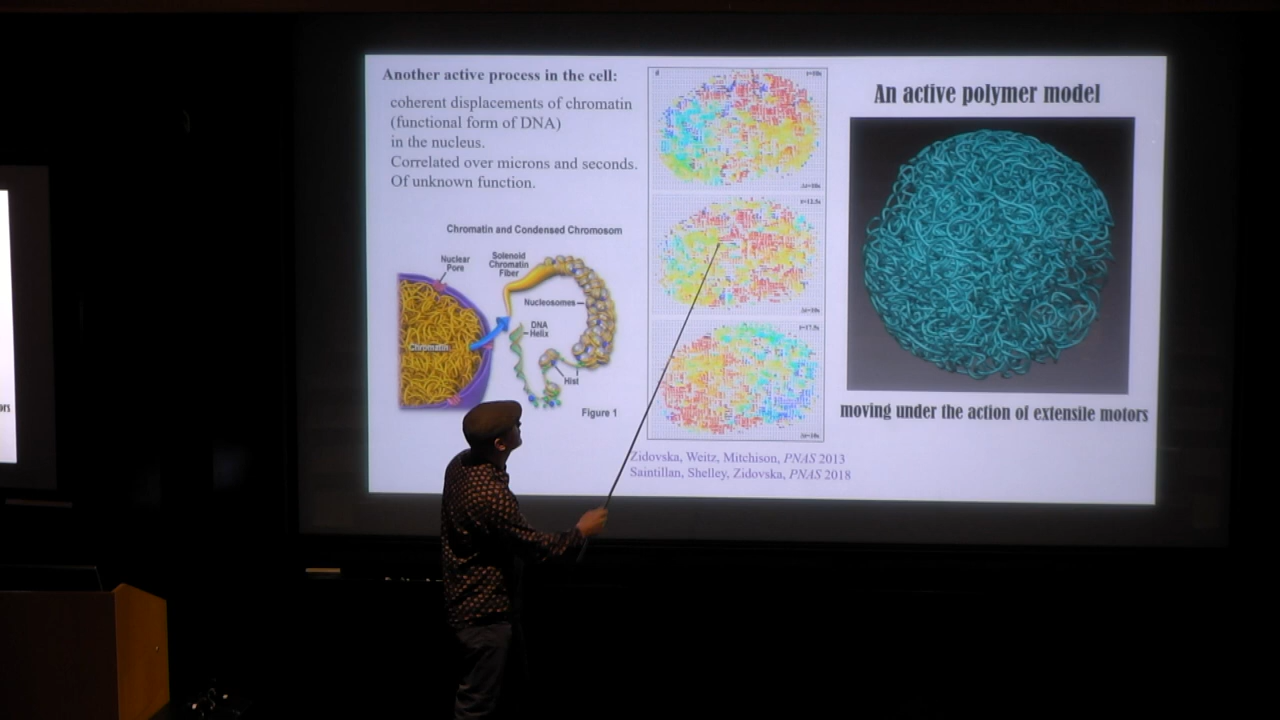 Another active process in the cell:
coherent displacements of chromatin
(functional form of DNA)
in the nucleus.
Correlated over microns and seconds.
Of unknown function.
Chromatin and Condensed Chromosom
Nuclear
Pore
Solenoid
Chromatin
Fiber
Nucleosomes
DNA
Helix
Chromatin
Hist
Figure 1
d
Δt=10s
Zidovska, Weitz, Mitchison, PNAS 2013
Saintillan, Shelley, Zidovska, PNAS 2018
An active polymer model
moving under the action of extensile motors
ors